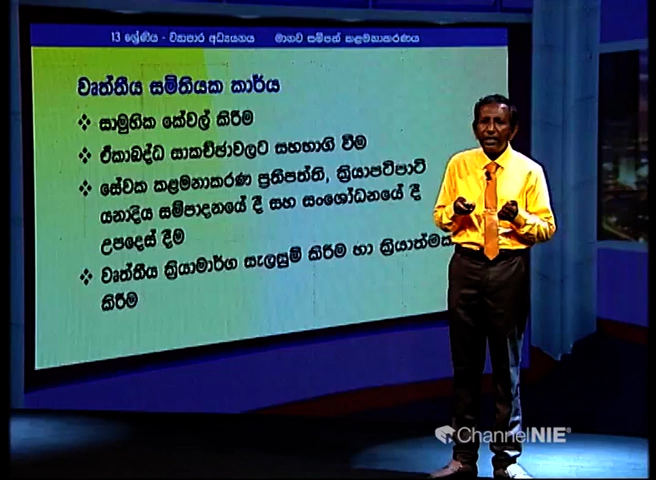 13 ශ්‍රේණිය - ව්‍යාපාර අධ්‍යයනය මානව සම්පත් කළමනාකරණය
වෘත්තීය සමිතියක කාර්ය
❖ සාමුහික කේවල් කිරීම
❖ ඒකාබද්ධ සාකච්ඡාවලට සහභාගි වීම
❖ සේවක කළමනාකරණ ප්‍රතිපත්ති, ක්‍රියාපටිපාටි
යනාදිය සම්පාදනයේ දී සහ සංශෝධනයේ දී
උපදෙස් දීම
❖ වෘත්තීය ක්‍රියාමාර්ග සැලසුම් කිරීම හා
කිරීම
ChannelNIE